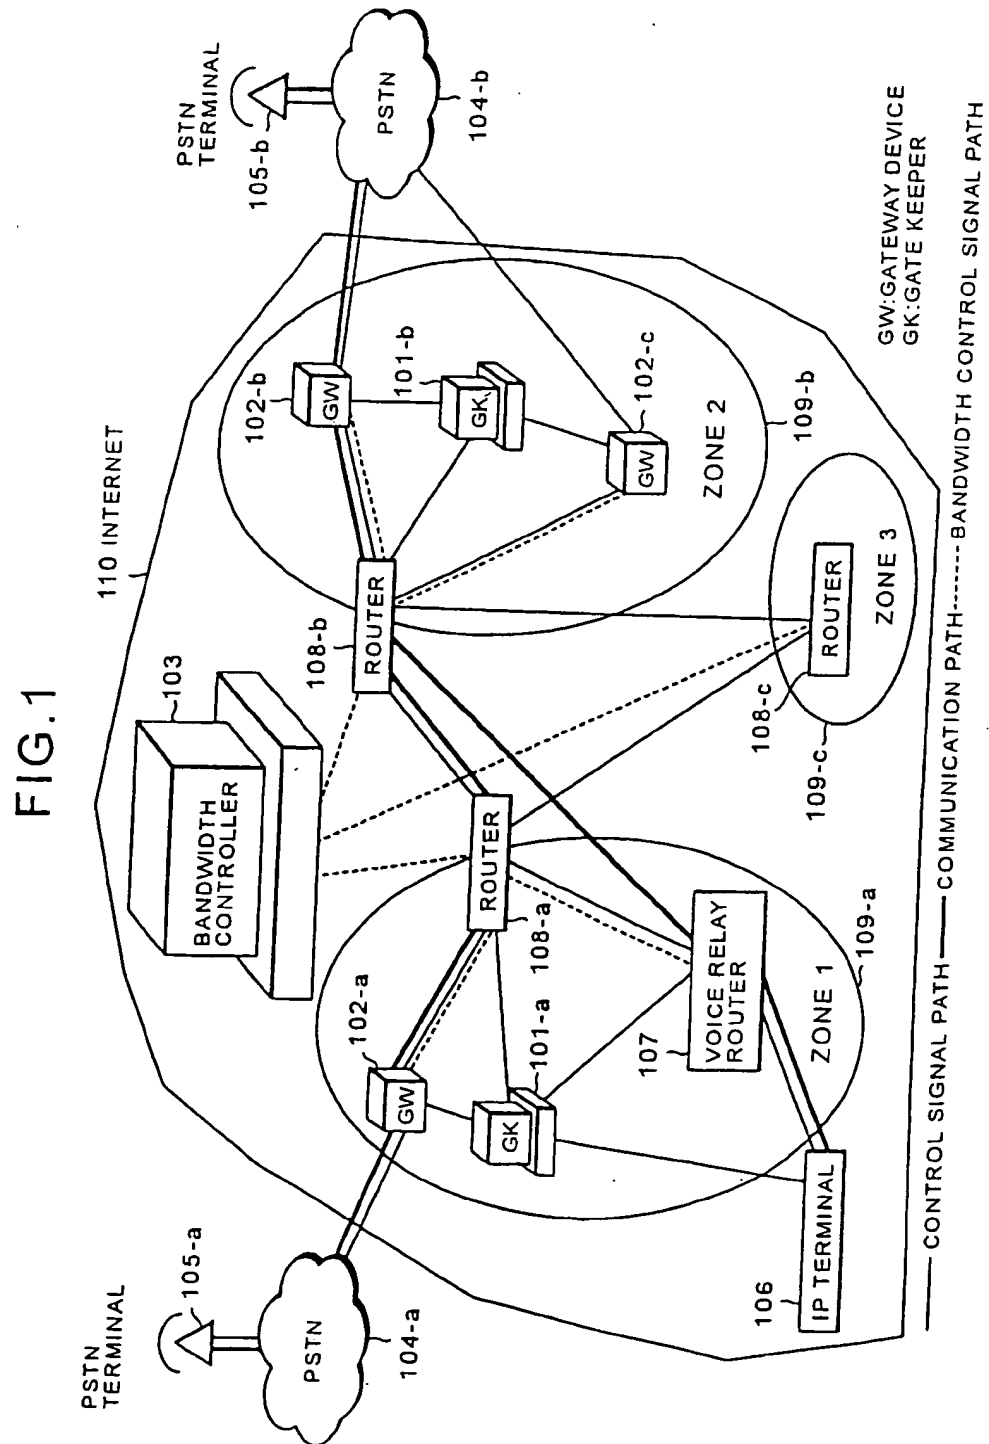 FIG.1
110 INTERNET
103
BANDWIDTH
CONTROLLER
PSTN
TERMINAL
105-a
PSTN
104-a
102-a
GW
101-a
GK
ROUTER
108-a
107
VOICE RELAY
ROUTER
ZONE 1
109-a
106
IP TERMINAL
108-b
ROUTER
102-b
GW
101-b
GK
102-c
GW
ZONE 2
109-b
PSTN
TERMINAL
105-b
PSTN
104-b
ROUTER
108-c
ZONE 3
109-c
GW:GATEWAY DEVICE
GK:GATE KEEPER
CONTROL SIGNAL PATH COMMUNICATION PATH BANDWIDTH CONTROL SIGNAL PATH